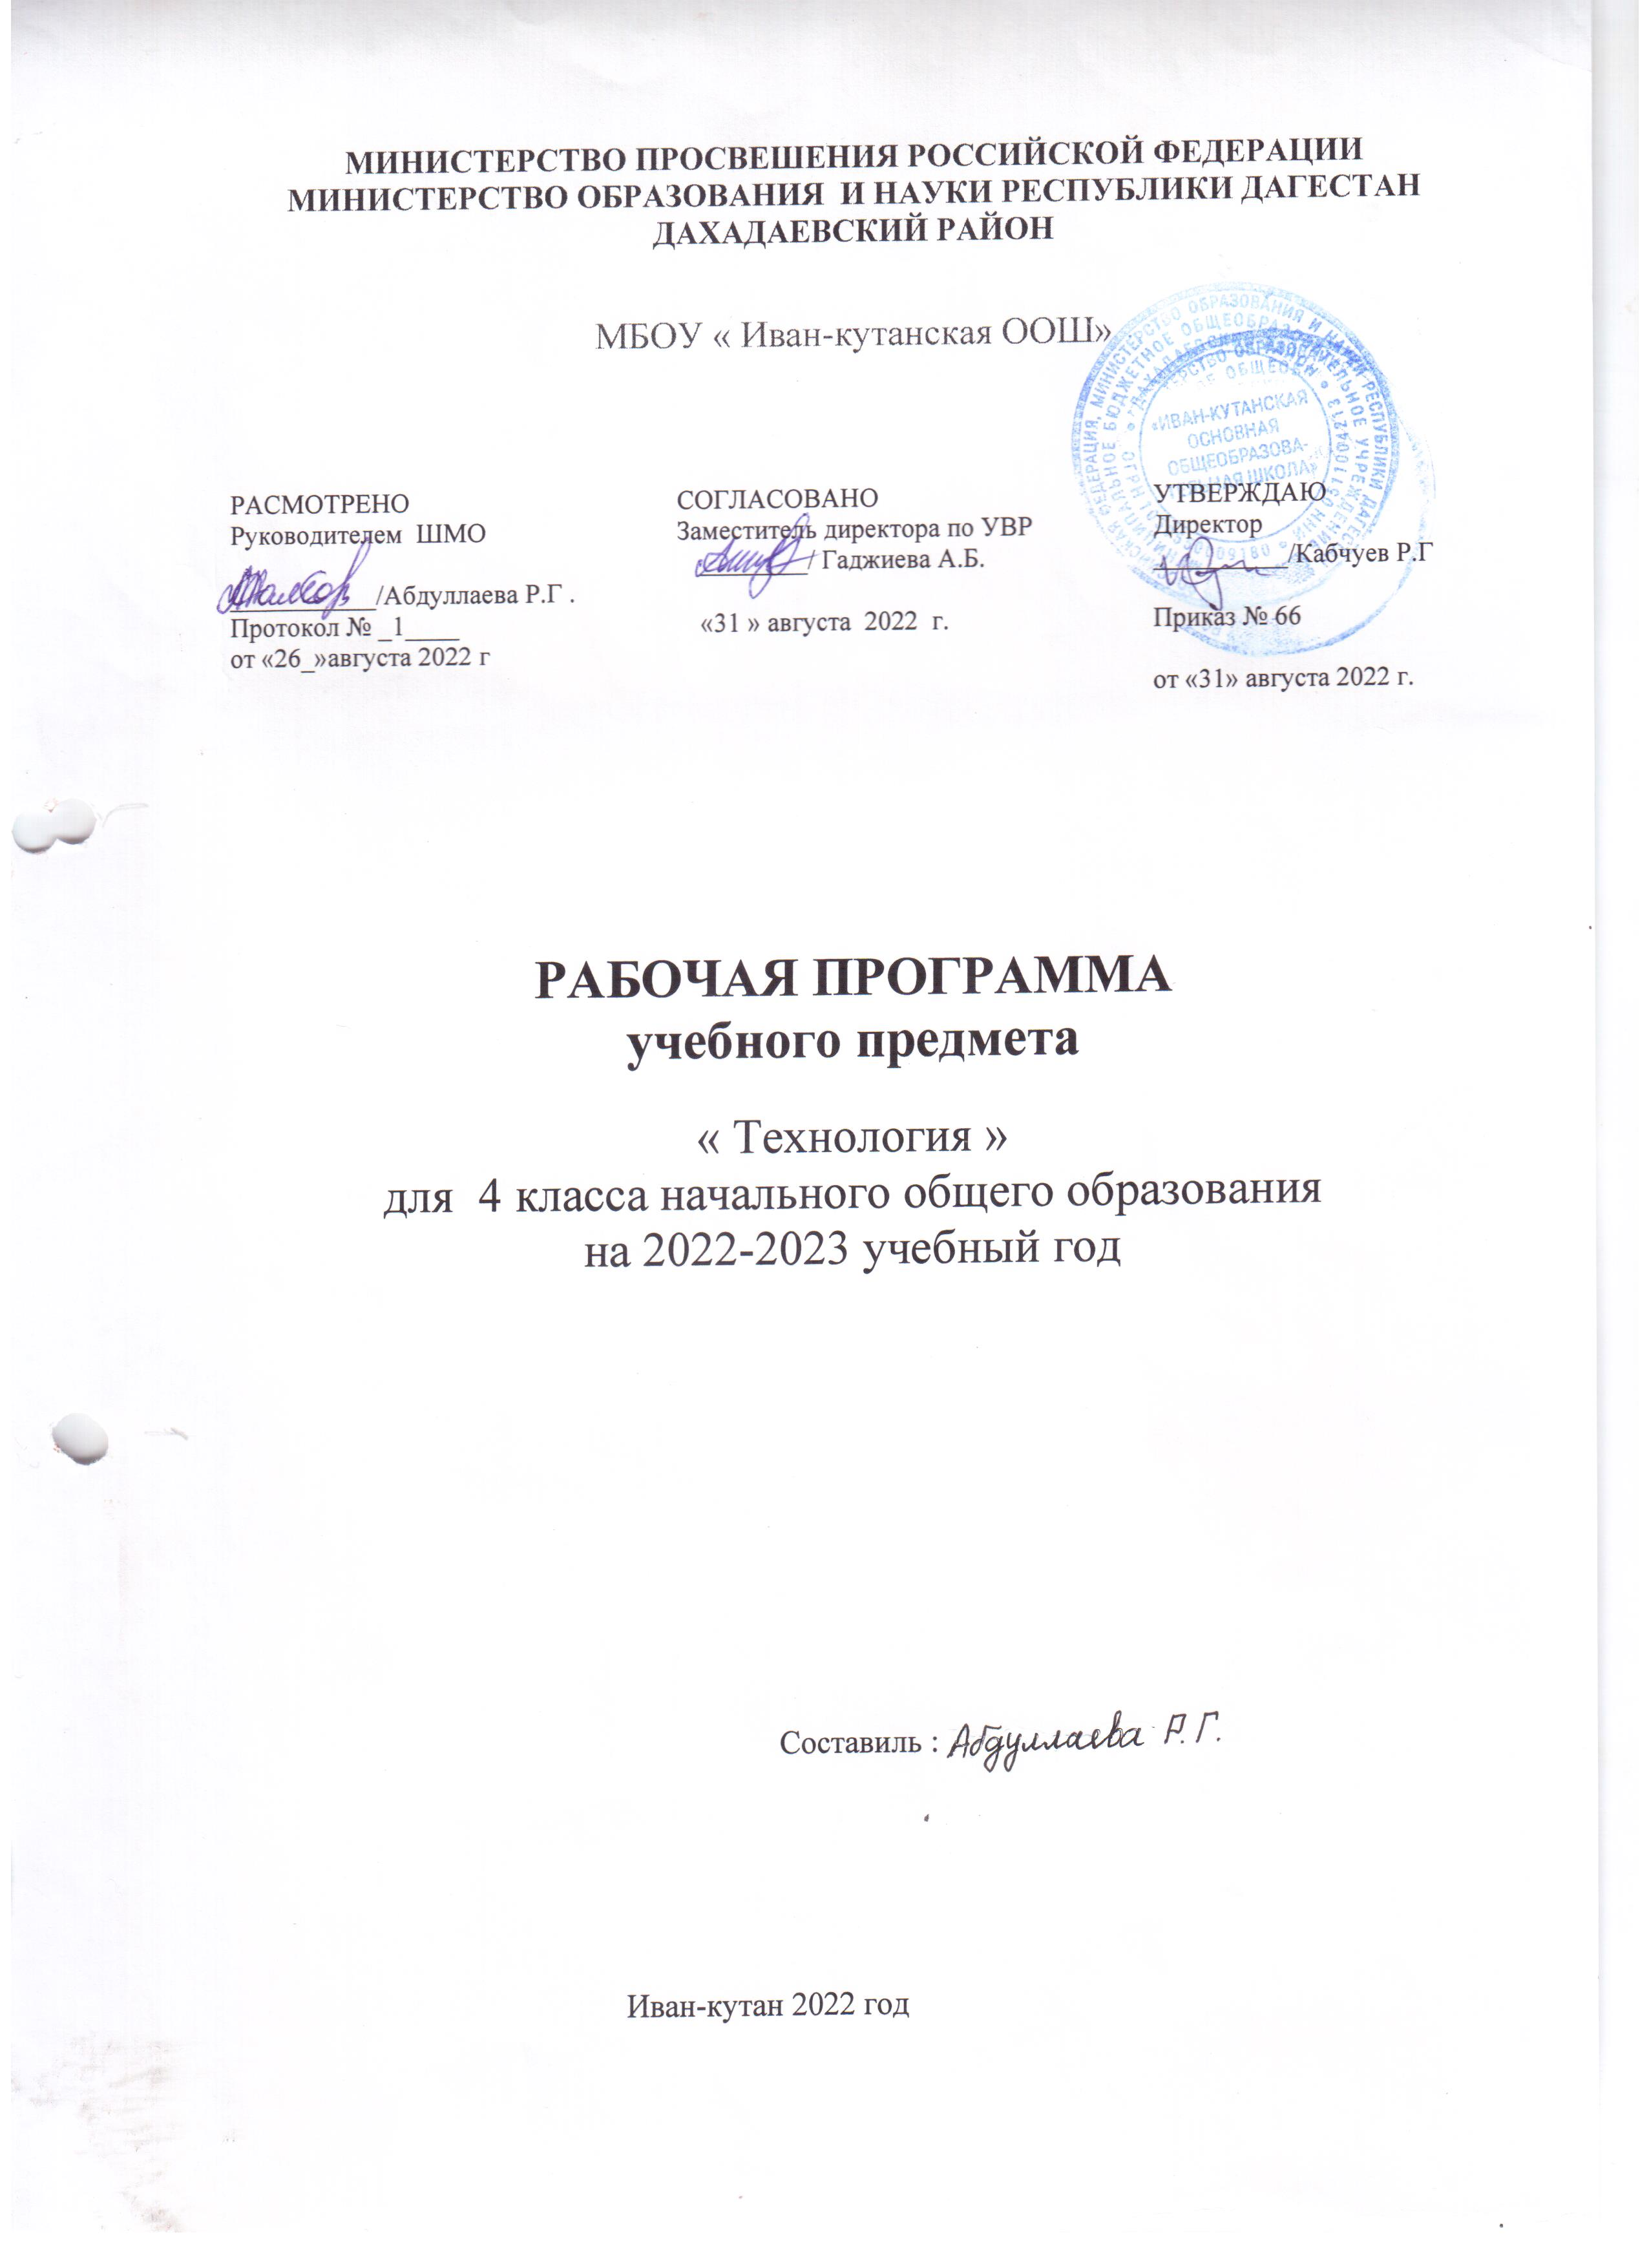 МИНИСТЕРСТВО ПРОСВЕШЕНИЯ РОССИЙСКОЙ ФЕДЕРАЦИИ
МИНИСТЕРСТВО ОБРАЗОВАНИЯ И НАУКИ РЕСПУБЛИКИ ДАГЕСТАН
ДАХАДАЕВСКИЙ РАЙОН
МБОУ « Иван-кутанская ООШ»
«ИВАН-КУТАНСКАЯ
ОСНОВНАЯ
ОБЩЕОБРАЗОВА-
ШКОЛА»
РАСМОТРЕНО
Руководителем ШМО
/Абдуллаева Р.Г .
Протокол № _1____
от «26_»августа 2022 г
СОГЛАСОВАНО
Заместитель директора по УВР
/ Гаджиева А.Б.
«31 » августа 2022 г.
УТВЕРЖДАЮ
Директор
/Кабчуев Р.Г
Приказ № 66
от «31» августа 2022 г.
РАБОЧАЯ ПРОГРАММА
учебного предмета
« Технология »
для 4 класса начального общего образования
на 2022-2023 учебный год
Составиль : Абдуллаева Р.Г.
Иван-кутан 2022 год